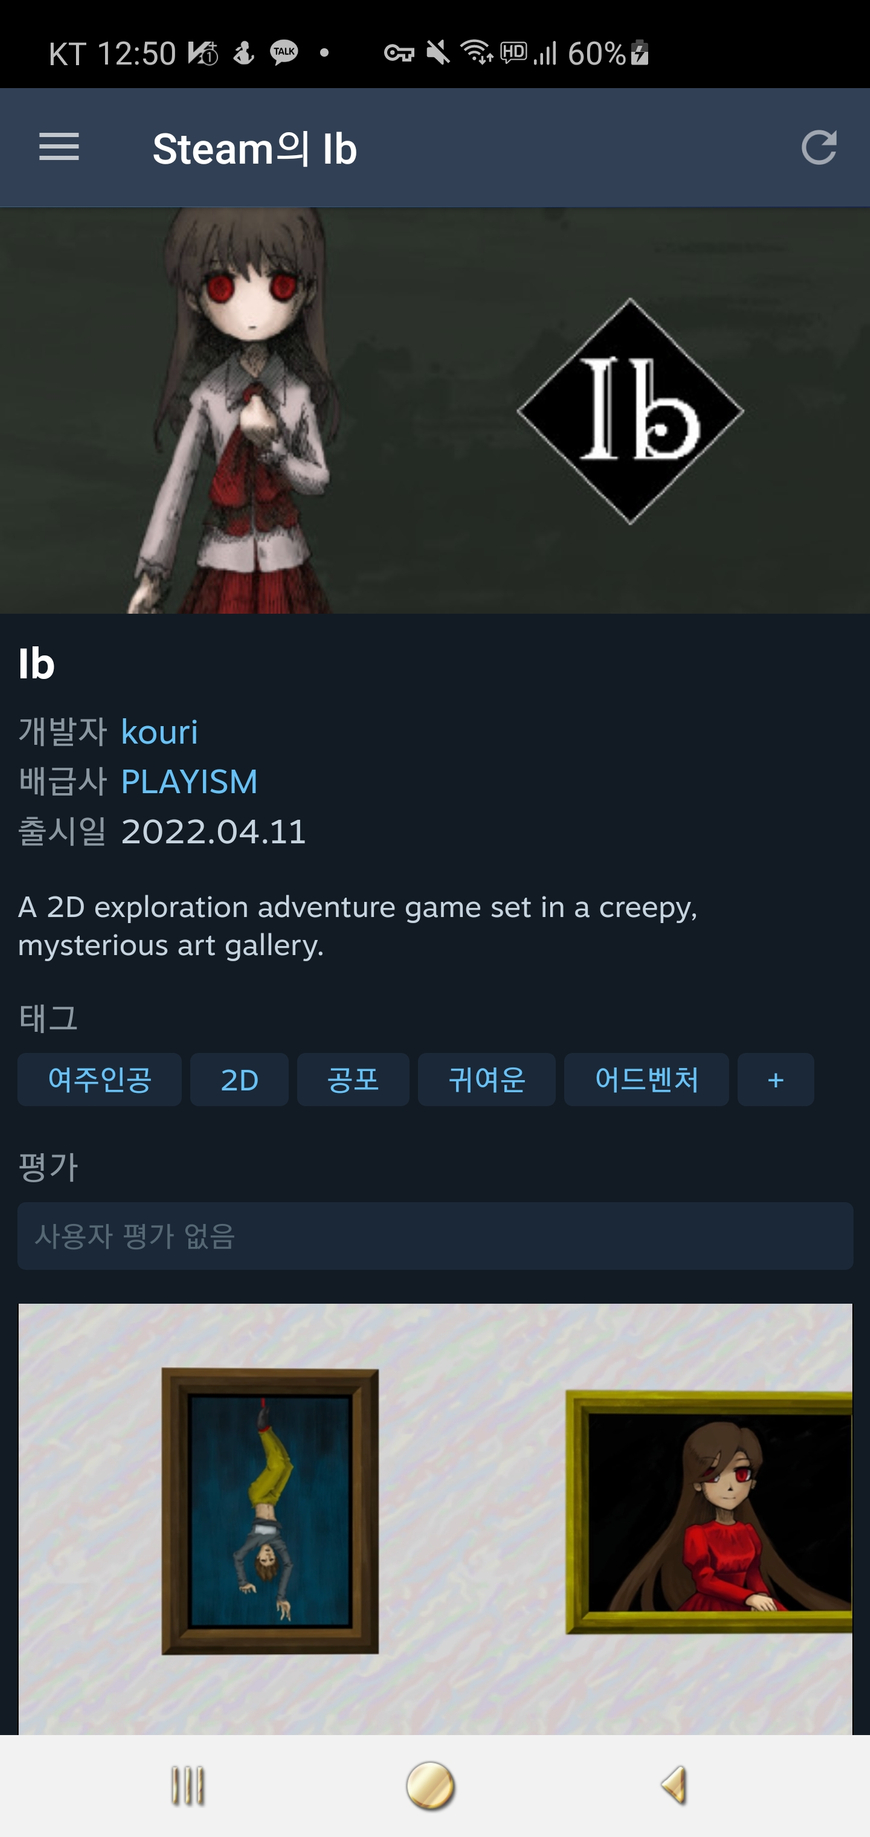 KT 12:50 TALK HD 60%
Steam의 Ib
Ib
Ib
개발자 kouri
배급사 PLAYISM
출시일 2022.04.11
A 2D exploration adventure game set in a creepy,
mysterious art gallery.
태그
여주인공 2D 공포 귀여운 어드벤처 +
평가
사용자 평가 없음